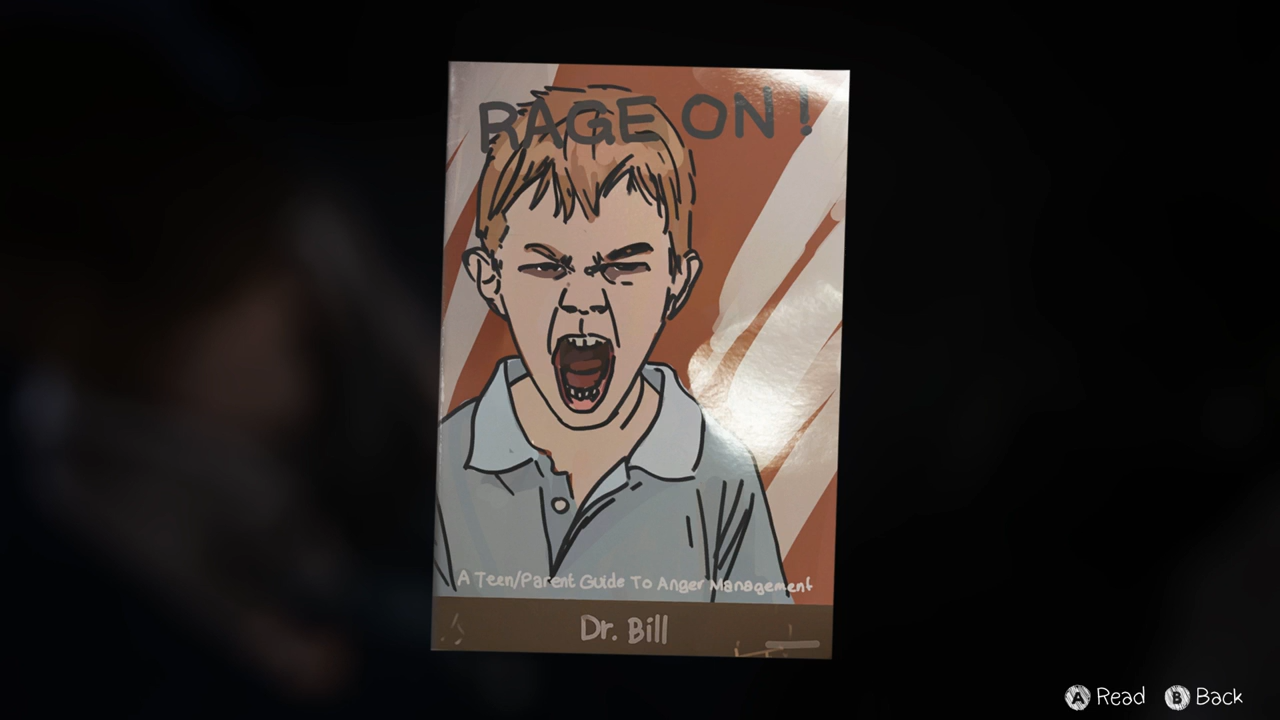 RAGE ON!
A Teen/Parent Guide To Anger Management
Dr. Bill
A Read B Back